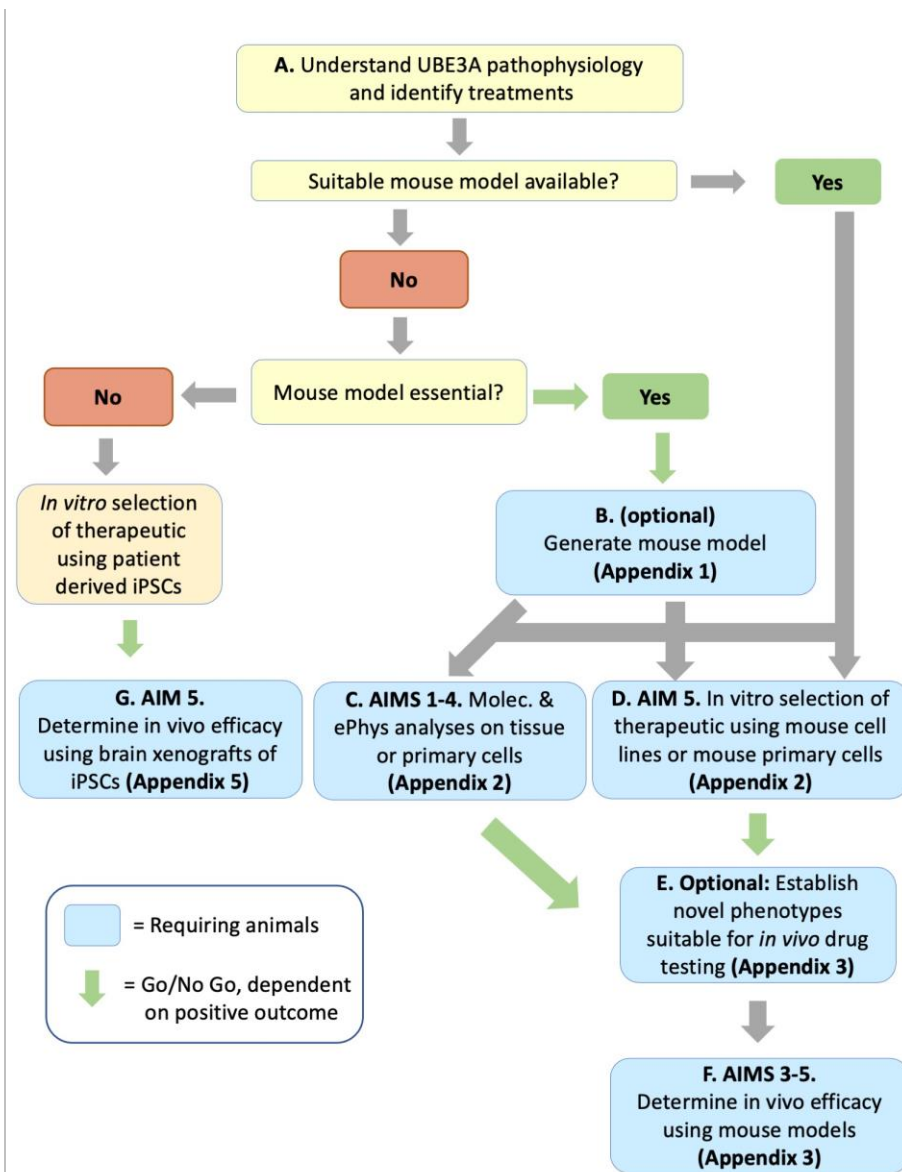 A. Understand UBE3A pathophysiology
and identify treatments
Suitable mouse model available?
Yes
No
Mouse model essential?
No
Yes
In vitro selection
of therapeutic
using patient
derived iPSCs
B. (optional)
Generate mouse model
(Appendix 1)
G. AIM 5.
Determine in vivo efficacy
using brain xenografts of
iPSCs (Appendix 5)
C. AIMS 1-4. Molec. &
ePhys analyses on tissue
or primary cells
(Appendix 2)
D. AIM 5. In vitro selection of
therapeutic using mouse cell
lines or mouse primary cells
(Appendix 2)
E. Optional: Establish
novel phenotypes
suitable for in vivo drug
testing (Appendix 3)
= Requiring animals
= Go/No Go, dependent
on positive outcome
F. AIMS 3-5.
Determine in vivo efficacy
using mouse models
(Appendix 3)